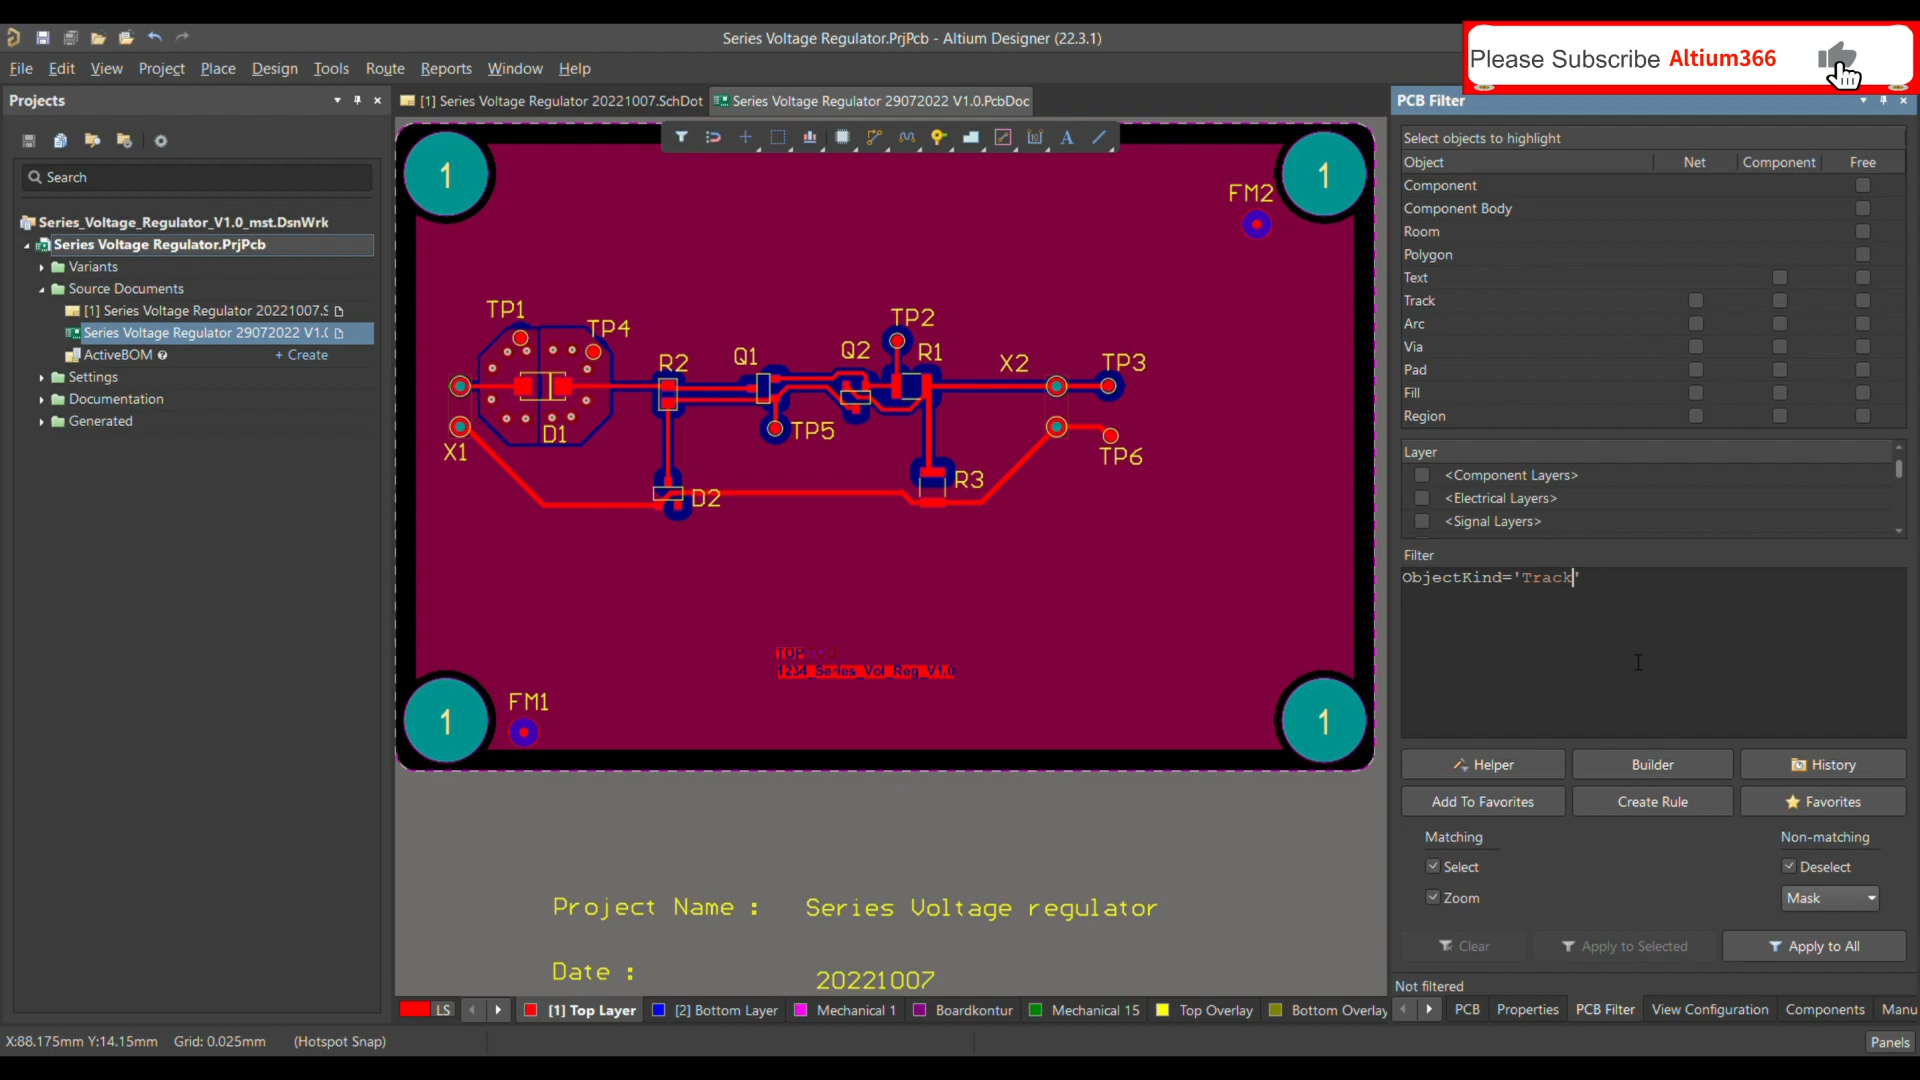 Series Voltage Regulator.PrjPcb - Altium Designer (22.3.1)
Please Subscribe Altium366
File Edit View Project Place Design Tools Route Reports Window Help
Projects
[1] Series Voltage Regulator 20221007.SchDot
Series Voltage Regulator 29072022 V1.0.PcbDoc
PCB Filter
Search
Series_Voltage_Regulator_V1.0_mst.DsnWrk
Series Voltage Regulator.PrjPcb
Variants
Source Documents
[1] Series Voltage Regulator 20221007.S
Series Voltage Regulator 29072022 V1.(
ActiveBOM
+ Create
Settings
Documentation
Generated
1
1
FM2
TP1
TP4
R2
Q1
Q2
TP2
R1
X2
TP3
D1
X1
TP5
TP6
D2
R3
TOP
1234_Series_Vol_Reg_V1.0
FM1
1
1
Project Name : Series Voltage regulator
Date : 20221007
Select objects to highlight
Object Net Component Free
Component
Component Body
Room
Polygon
Text
Track
Arc
Via
Pad
Fill
Region
Layer
<Component Layers>
<Electrical Layers>
<Signal Layers>
Filter
ObjectKind='Track'
Helper Builder History
Add To Favorites Create Rule Favorites
Matching Non-matching
Select Deselect
Zoom Mask
Clear Apply to Selected Apply to All
Not filtered
LS [1] Top Layer [2] Bottom Layer Mechanical 1 Boardkontur Mechanical 15 Top Overlay Bottom Overlay
PCB Properties PCB Filter View Configuration Components Manu
X:88.175mm Y:14.15mm Grid: 0.025mm (Hotspot Snap)
Panels